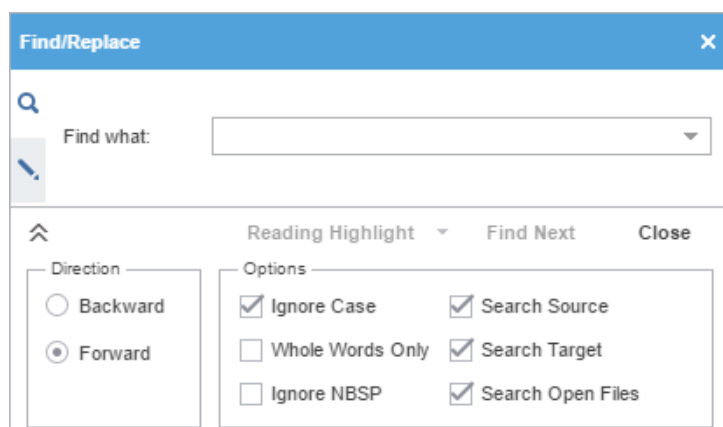 Find/Replace
Find what:
Reading Highlight Find Next Close
Direction Options
Backward Ignore Case Search Source
Forward Whole Words Only Search Target
Ignore NBSP Search Open Files